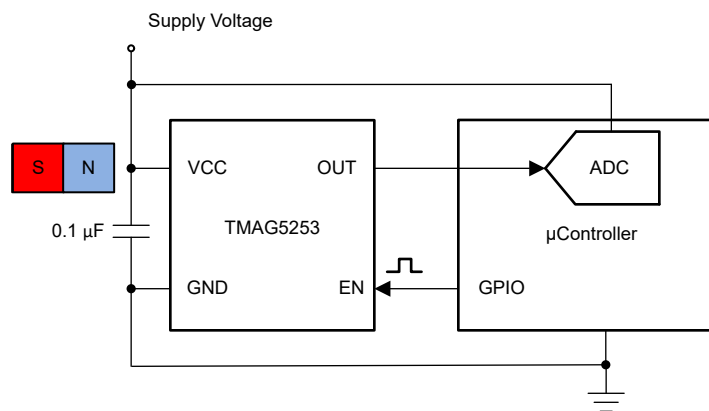 Supply Voltage
S
N
VCC
OUT
ADC
0.1 µF
TMAG5253
µController
GND
EN
GPIO